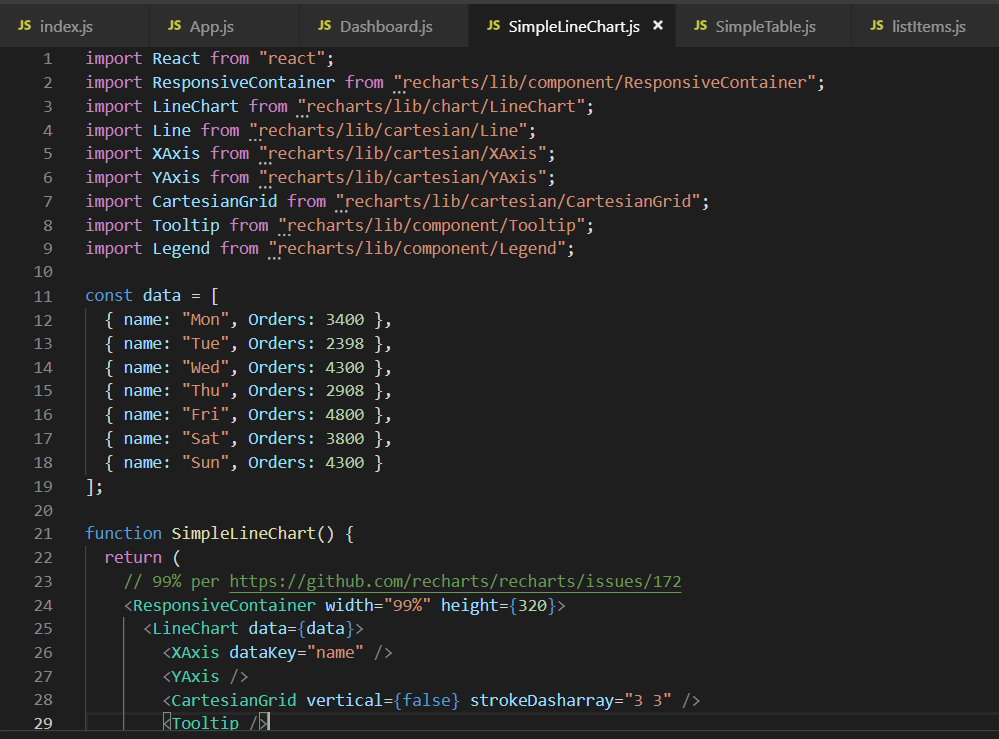 JS index.js JS App.js JS Dashboard.js JS SimpleLineChart.js × JS SimpleTable.js JS listItems.js
1 import React from "react";
2 import ResponsiveContainer from "recharts/lib/component/ResponsiveContainer";
3 import LineChart from "recharts/lib/chart/LineChart";
4 import Line from "recharts/lib/cartesian/Line";
5 import XAxis from "recharts/lib/cartesian/XAxis";
6 import YAxis from "recharts/lib/cartesian/YAxis";
7 import CartesianGrid from "recharts/lib/cartesian/CartesianGrid";
8 import Tooltip from "recharts/lib/component/Tooltip";
9 import Legend from "recharts/lib/component/Legend";
10
11 const data = [
12   { name: "Mon", Orders: 3400 },
13   { name: "Tue", Orders: 2398 },
14   { name: "Wed", Orders: 4300 },
15   { name: "Thu", Orders: 2908 },
16   { name: "Fri", Orders: 4800 },
17   { name: "Sat", Orders: 3800 },
18   { name: "Sun", Orders: 4300 }
19 ];
20
21 function SimpleLineChart() {
22   return (
23     // 99% per https://github.com/recharts/recharts/issues/172
24     <ResponsiveContainer width="99%" height={320}>
25       <LineChart data={data}>
26         <XAxis dataKey="name" />
27         <YAxis />
28         <CartesianGrid vertical={false} strokeDasharray="3 3" />
29         <Tooltip />